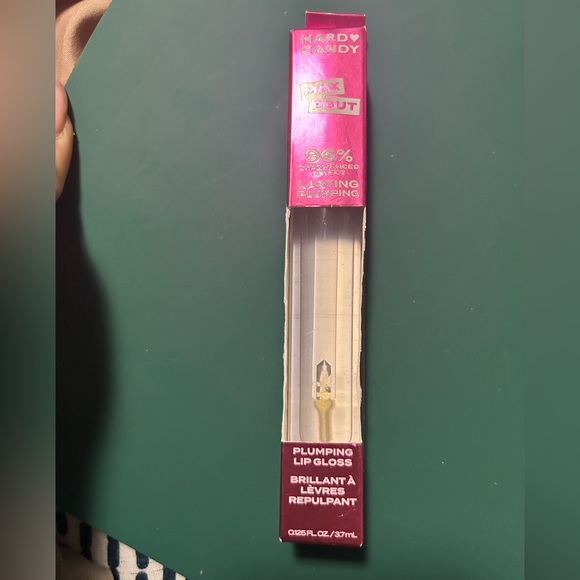 HARD♥
CANDY
MAX
POUT
96%
EXPERIENCED
LASTING
PLUMPING
PLUMPING
LIP GLOSS
BRILLANT À
LÈVRES
REPULPANT
0.125 FL. OZ. / 3.7mL